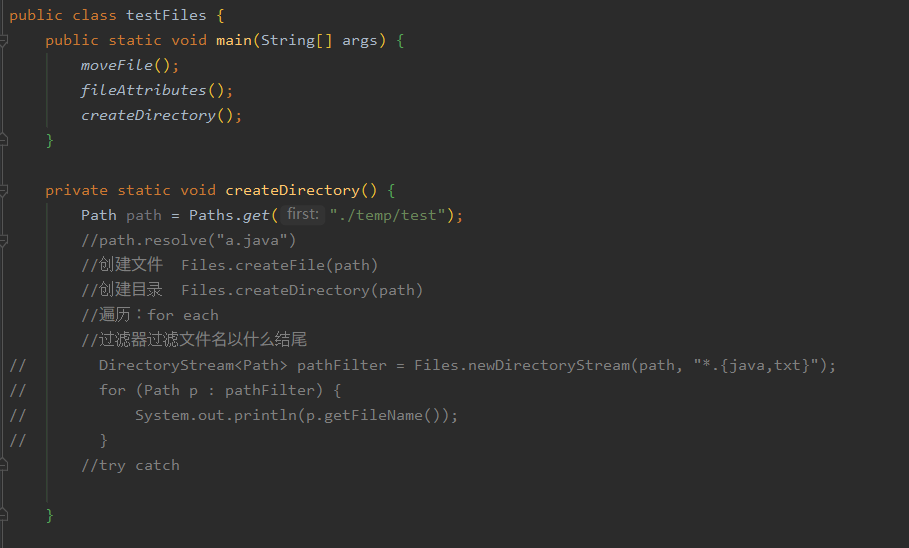 public class testFiles {
    public static void main(String[] args) {
        moveFile();
        fileAttributes();
        createDirectory();
    }

    private static void createDirectory() {
        Path path = Paths.get( first: "./temp/test");
        //path.resolve("a.java")
        //创建文件  Files.createFile(path)
        //创建目录  Files.createDirectory(path)
        //遍历：for each
        //过滤器过滤文件名以什么结尾
//        DirectoryStream<Path> pathFilter = Files.newDirectoryStream(path, "*.{java,txt}");
//        for (Path p : pathFilter) {
//            System.out.println(p.getFileName());
//        }
        //try catch

    }